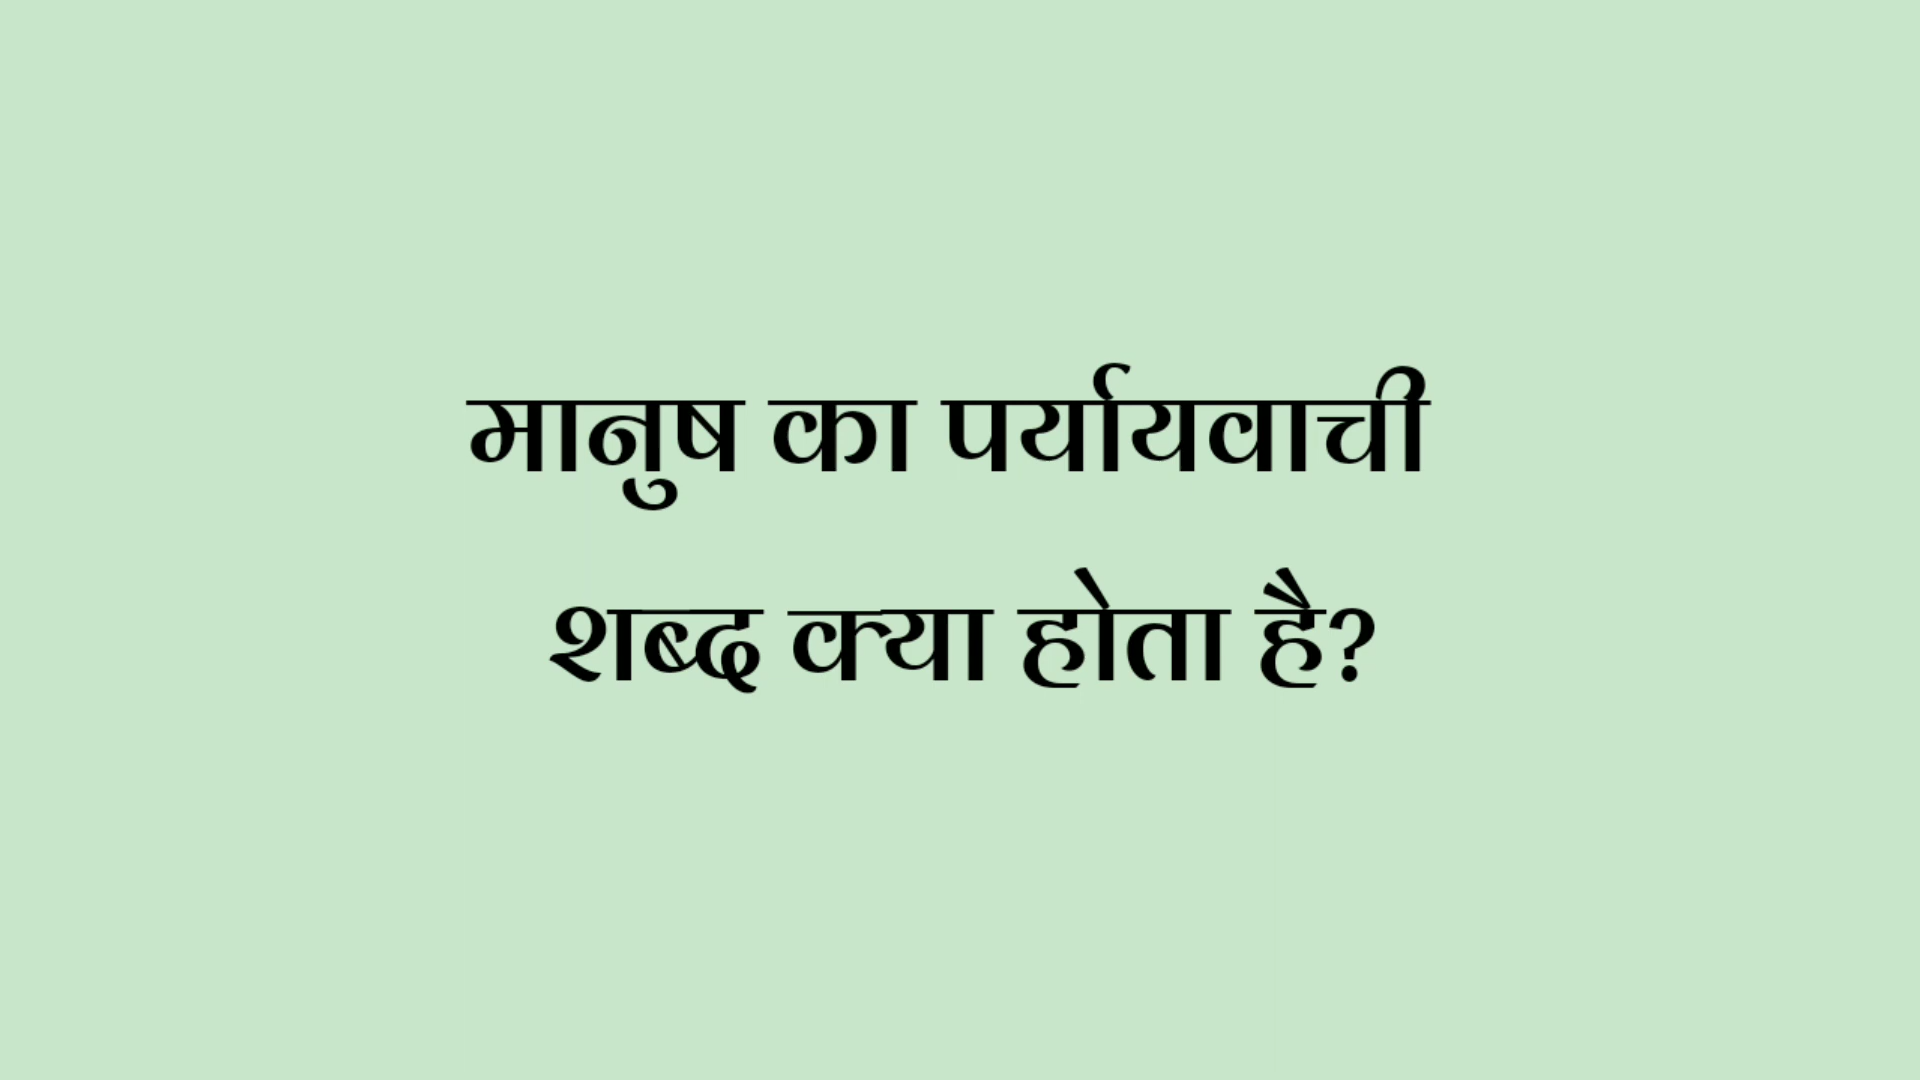 मानुष का पर्यायवाची
शब्द क्या होता है?